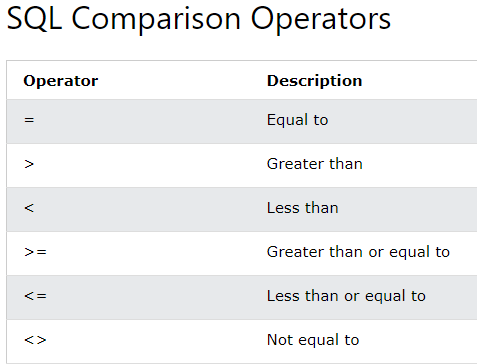 SQL Comparison Operators
Operator Description
= Equal to
> Greater than
< Less than
>= Greater than or equal to
<= Less than or equal to
<> Not equal to